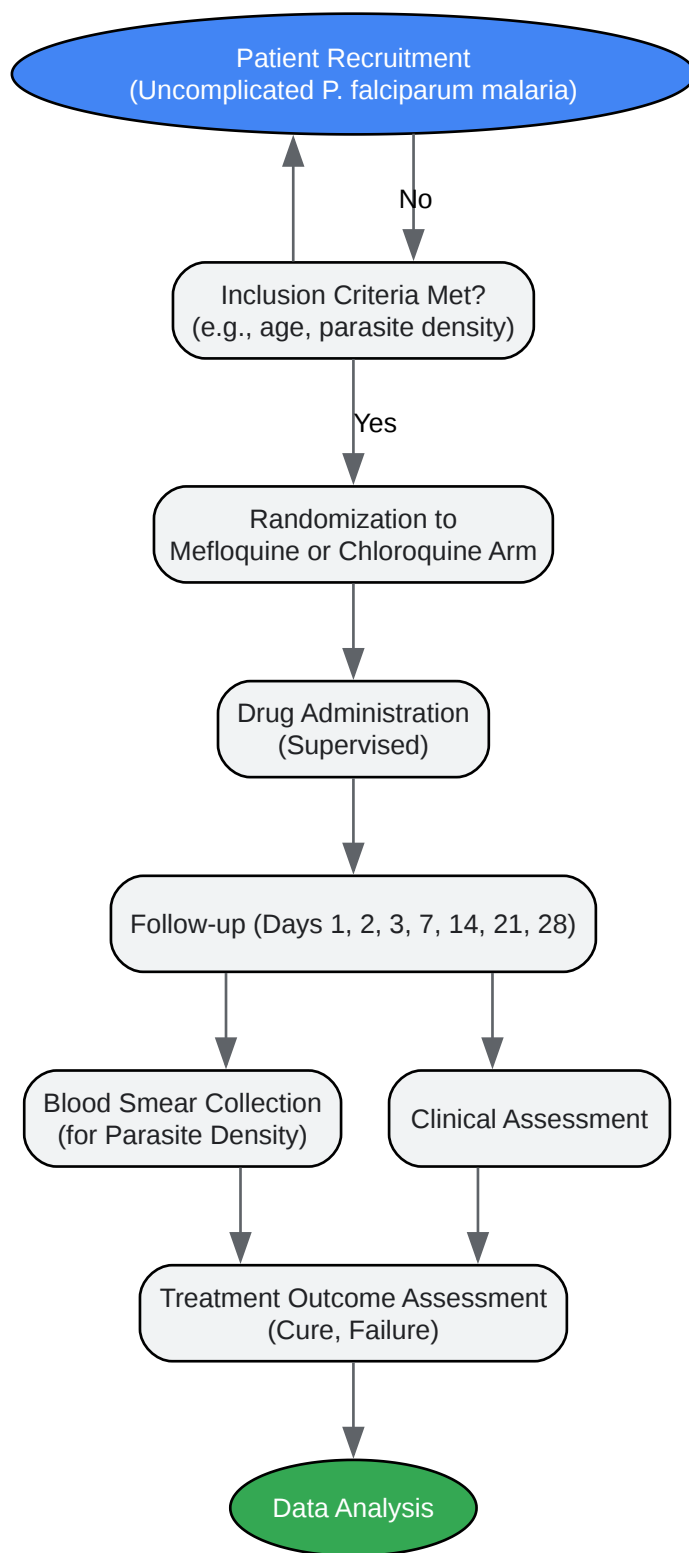 Patient Recruitment
(Uncomplicated P. falciparum malaria)
No
Inclusion Criteria Met?
(e.g., age, parasite density)
Yes
Randomization to
Mefloquine or Chloroquine Arm
Drug Administration
(Supervised)
Follow-up (Days 1, 2, 3, 7, 14, 21, 28)
Blood Smear Collection
(for Parasite Density)
Clinical Assessment
Treatment Outcome Assessment
(Cure, Failure)
Data Analysis